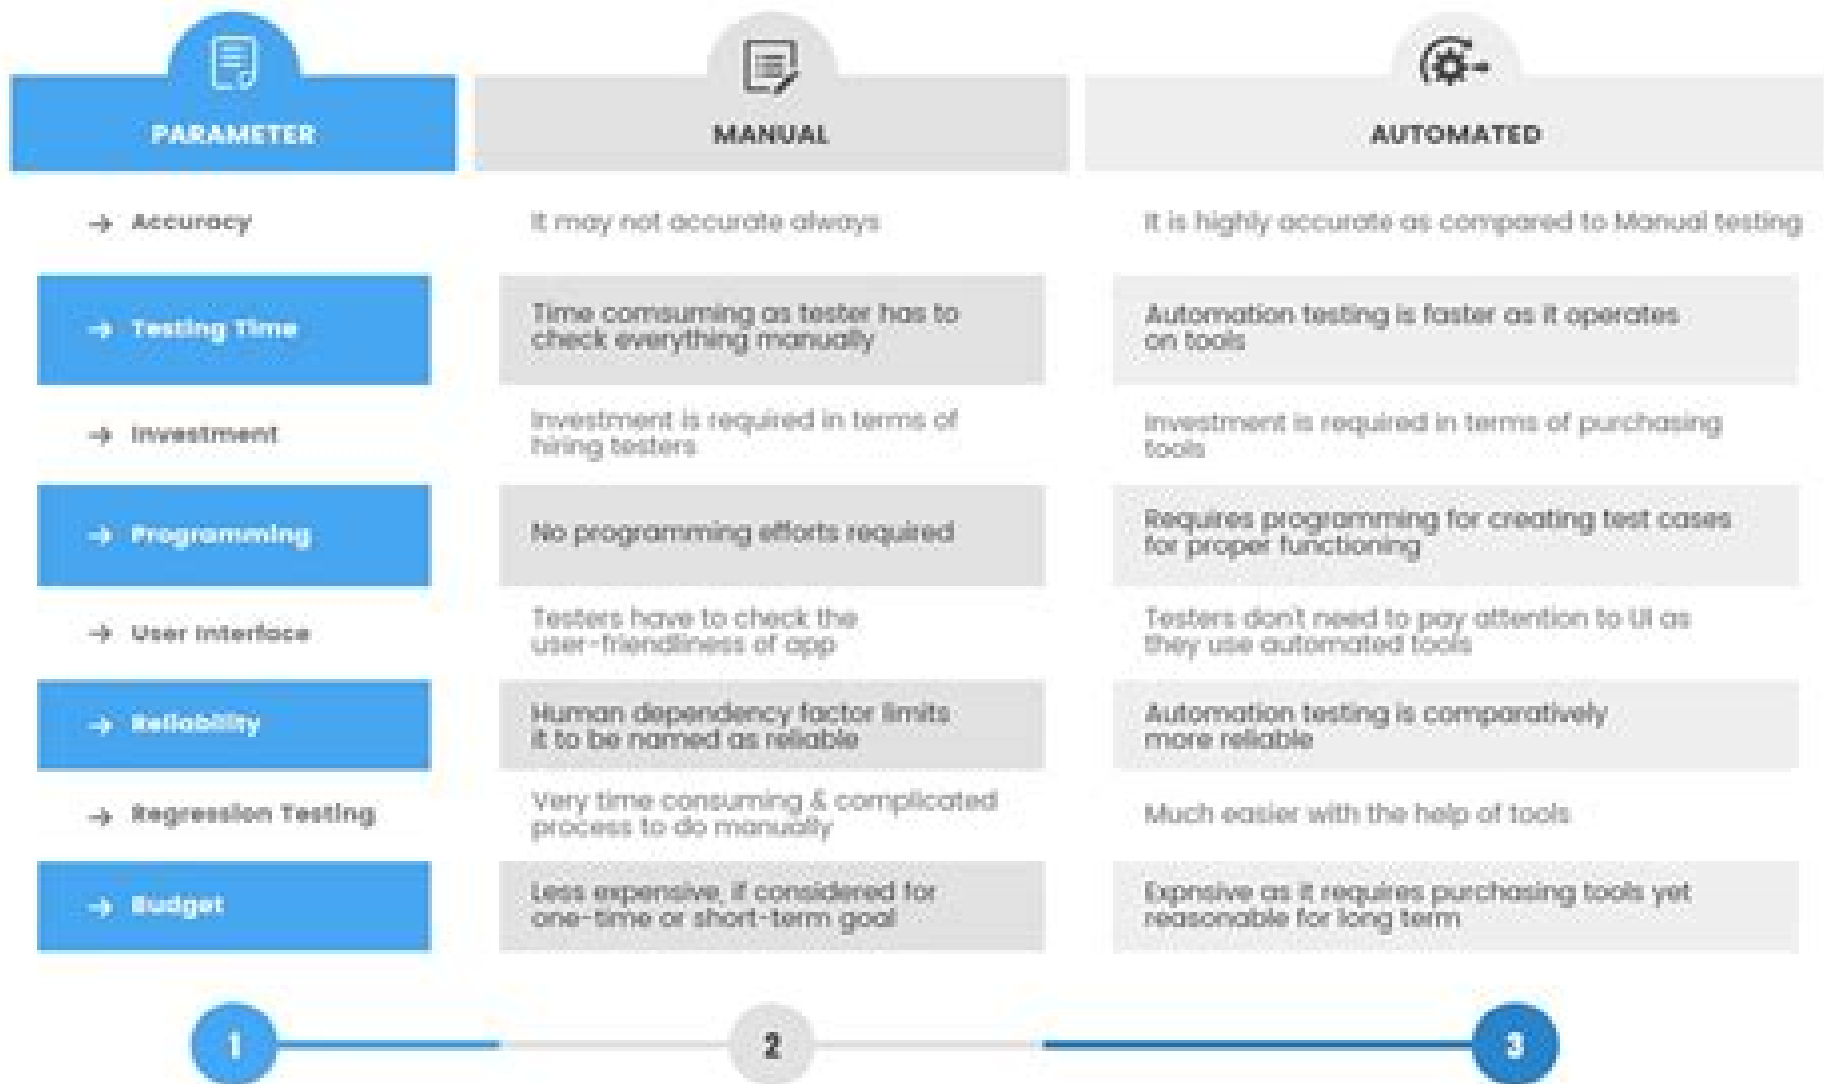 PARAMETER
MANUAL
AUTOMATED
→ Accuracy
It may not accurate always
It is highly accurate as compared to Manual testing
→ Testing Time
Time comsuming as tester has to
check everything manually
Automation testing is faster as it operates
on tools
→ Investment
Investment is required in terms of
hiring testers
Investment is required in terms of purchasing
tools
→ Programming
No programming efforts required
Requires programming for creating test cases
for proper functioning
→ User Interface
Testers have to check the
user-friendliness of app
Testers don't need to pay attention to UI as
they use automated tools
→ Reliability
Human dependency factor limits
it to be named as reliable
Automation testing is comparatively
more reliable
→ Regression Testing
Very time consuming & complicated
process to do manually
Much easier with the help of tools
→ Budget
Less expensive, if considered for
one-time or short-term goal
Expnsive as it requires purchasing tools yet
reasonable for long term
1
2
3